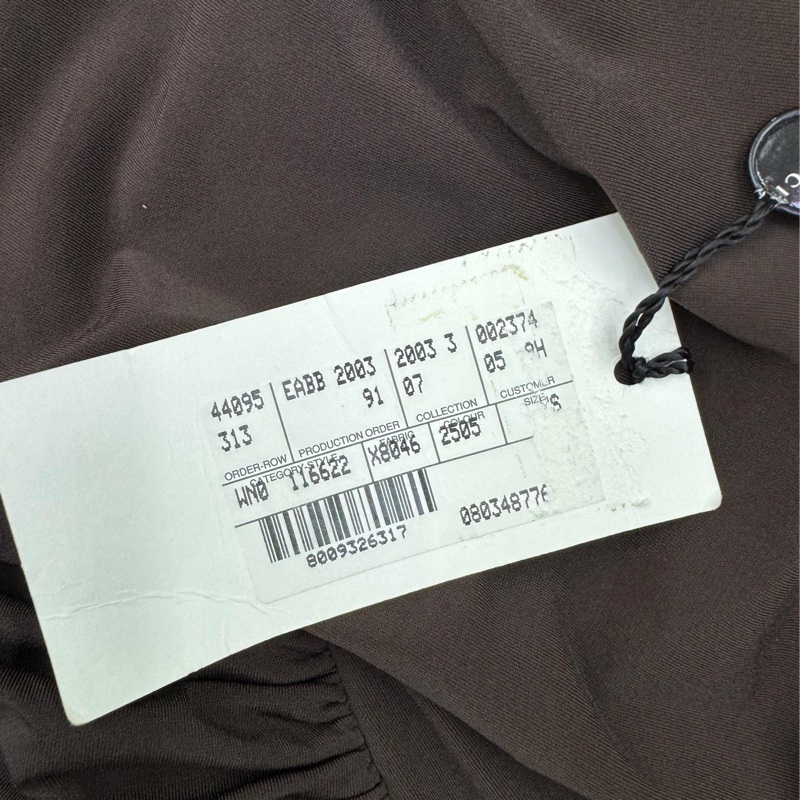 44095
313
ORDER-ROW
EABB 2003
91
PRODUCTION ORDER
2003 3
07
COLLECTION
002374
05 9H
CUSTOMER
CATEGORY-STYLE
WN0 116622
FABRIC
X8046
COLOUR
2505
SIZE
8009326317
080348776